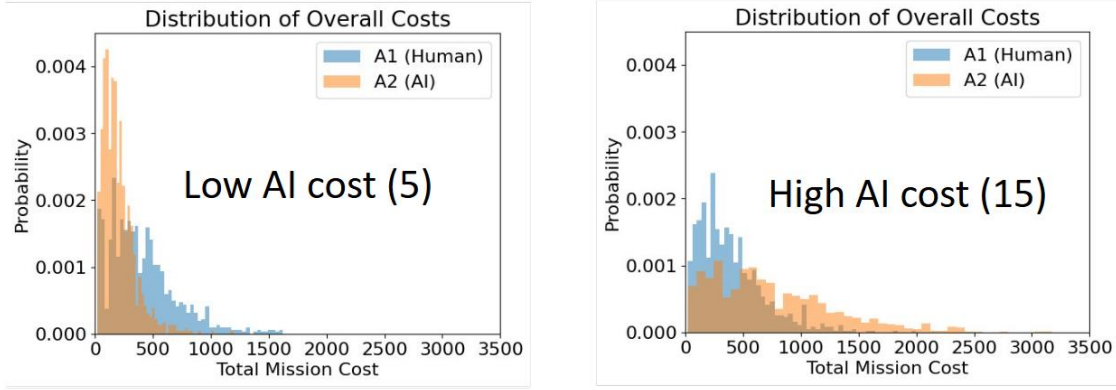 Distribution of Overall Costs
A1 (Human)
A2 (AI)
0.004
0.003
0.002
0.001
0.000
Probability
Low AI cost (5)
0 500 1000 1500 2000 2500 3000 3500
Total Mission Cost
Distribution of Overall Costs
A1 (Human)
A2 (AI)
0.004
0.003
0.002
0.001
0.000
Probability
High AI cost (15)
0 500 1000 1500 2000 2500 3000 3500
Total Mission Cost